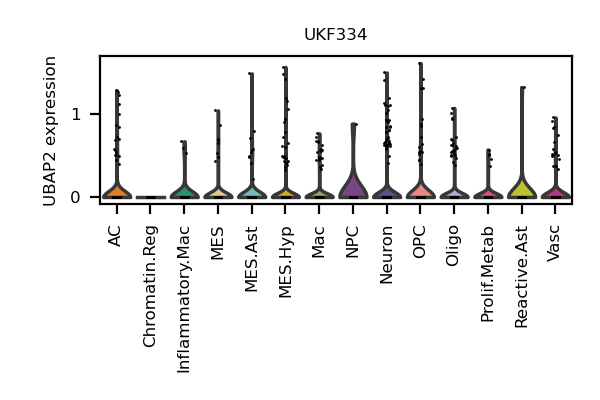 UKF334
UBAP2 expression
1
0
AC
Chromatin.Reg
Inflammatory.Mac
MES
MES.Ast
MES.Hyp
Mac
NPC
Neuron
OPC
Oligo
Prolif.Metab
Reactive.Ast
Vasc